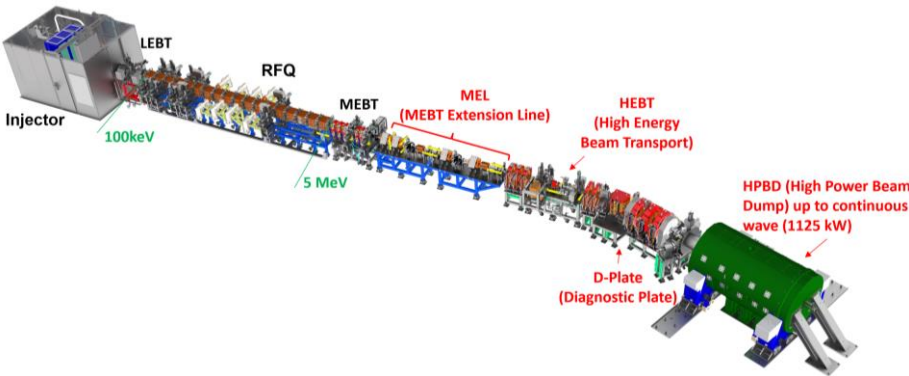 LEBT
Injector
100keV
RFQ
5 MeV
MEBT
MEL
(MEBT Extension Line)
HEBT
(High Energy
Beam Transport)
D-Plate
(Diagnostic Plate)
HPBD (High Power Beam
Dump) up to continuous
wave (1125 kW)